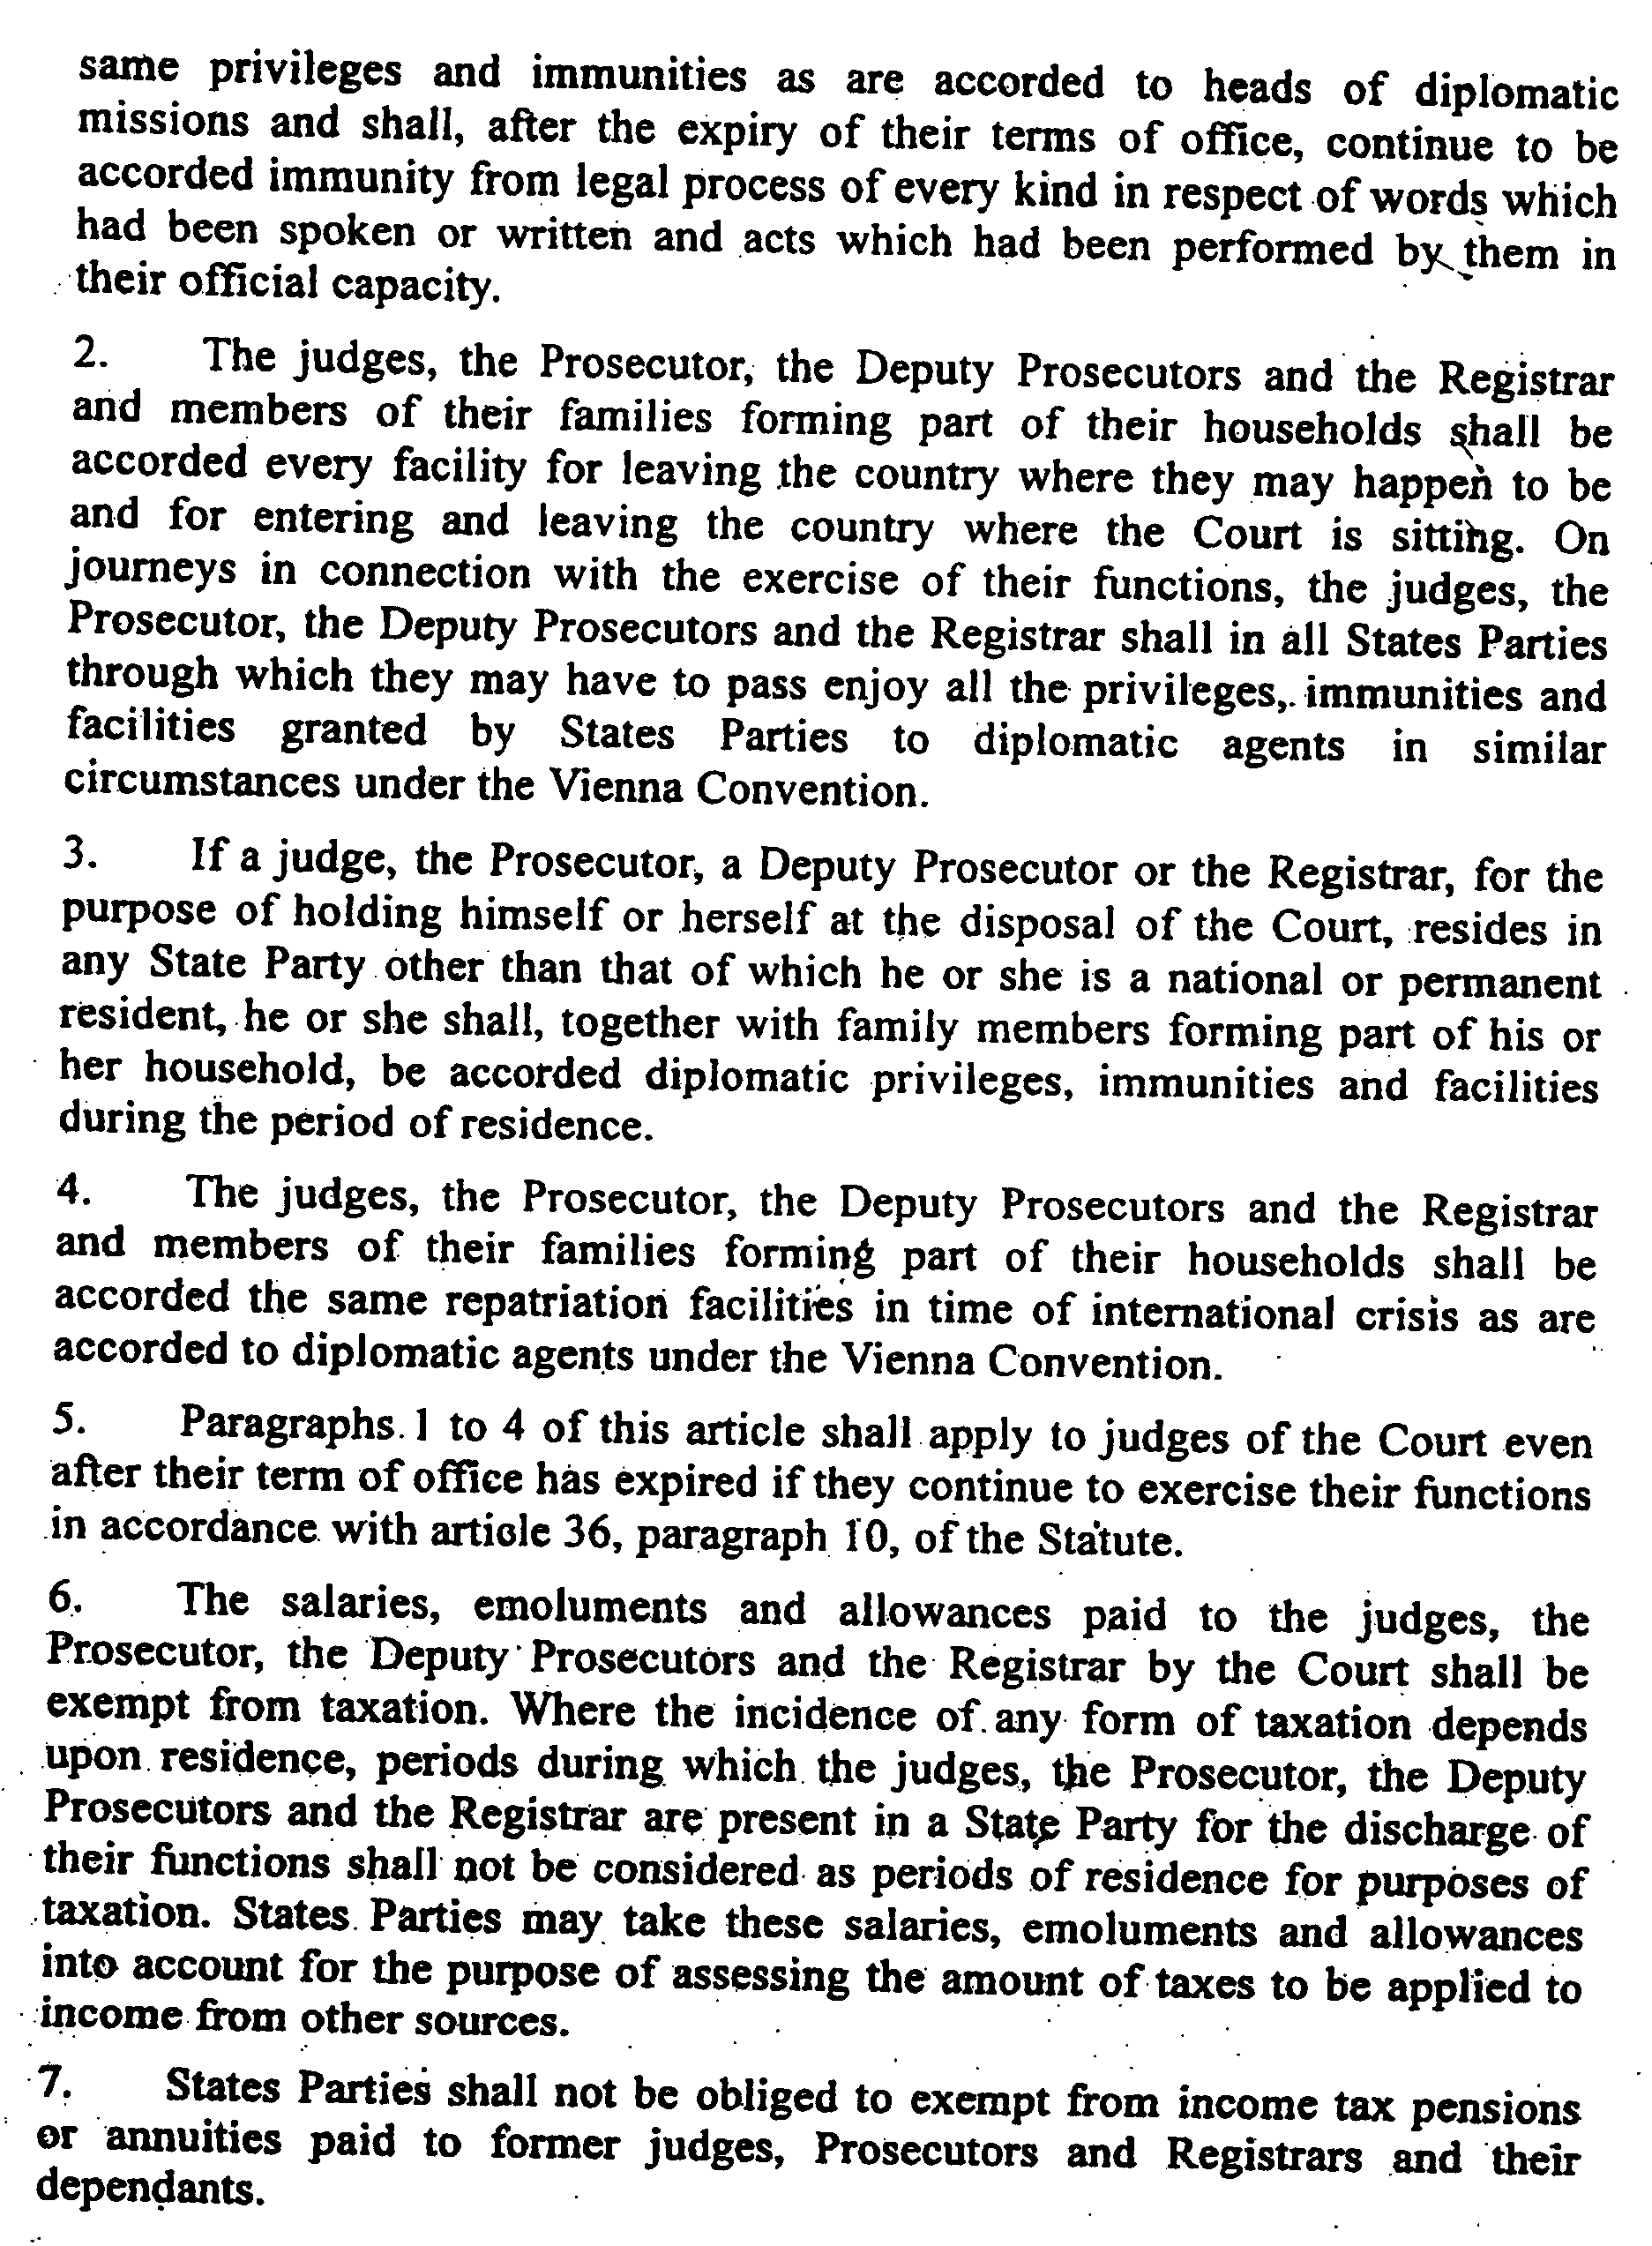 same privileges and immunities as are accorded to heads of diplomatic
missions and shall, after the expiry of their terms of office, continue to be
accorded immunity from legal process of every kind in respect of words which
had been spoken or written and acts which had been performed by them in
their official capacity.
2. The judges, the Prosecutor, the Deputy Prosecutors and the Registrar
and members of their families forming part of their households shall be
accorded every facility for leaving the country where they may happen to be
and for entering and leaving the country where the Court is sitting. On
journeys in connection with the exercise of their functions, the judges, the
Prosecutor, the Deputy Prosecutors and the Registrar shall in all States Parties
through which they may have to pass enjoy all the privileges, immunities and
facilities granted by States Parties to diplomatic agents in similar
circumstances under the Vienna Convention.
3. If a judge, the Prosecutor, a Deputy Prosecutor or the Registrar, for the
purpose of holding himself or herself at the disposal of the Court, resides in
any State Party other than that of which he or she is a national or permanent
resident, he or she shall, together with family members forming part of his or
her household, be accorded diplomatic privileges, immunities and facilities
during the period of residence.
4. The judges, the Prosecutor, the Deputy Prosecutors and the Registrar
and members of their families forming part of their households shall be
accorded the same repatriation facilities in time of international crisis as are
accorded to diplomatic agents under the Vienna Convention.
5. Paragraphs 1 to 4 of this article shall apply to judges of the Court even
after their term of office has expired if they continue to exercise their functions
in accordance with article 36, paragraph 10, of the Statute.
6. The salaries, emoluments and allowances paid to the judges, the
Prosecutor, the Deputy Prosecutors and the Registrar by the Court shall be
exempt from taxation. Where the incidence of any form of taxation depends
upon residence, periods during which the judges, the Prosecutor, the Deputy
Prosecutors and the Registrar are present in a State Party for the discharge of
their functions shall not be considered as periods of residence for purposes of
taxation. States Parties may take these salaries, emoluments and allowances
into account for the purpose of assessing the amount of taxes to be applied to
income from other sources.
7. States Parties shall not be obliged to exempt from income tax pensions
or annuities paid to former judges, Prosecutors and Registrars and their
dependants.